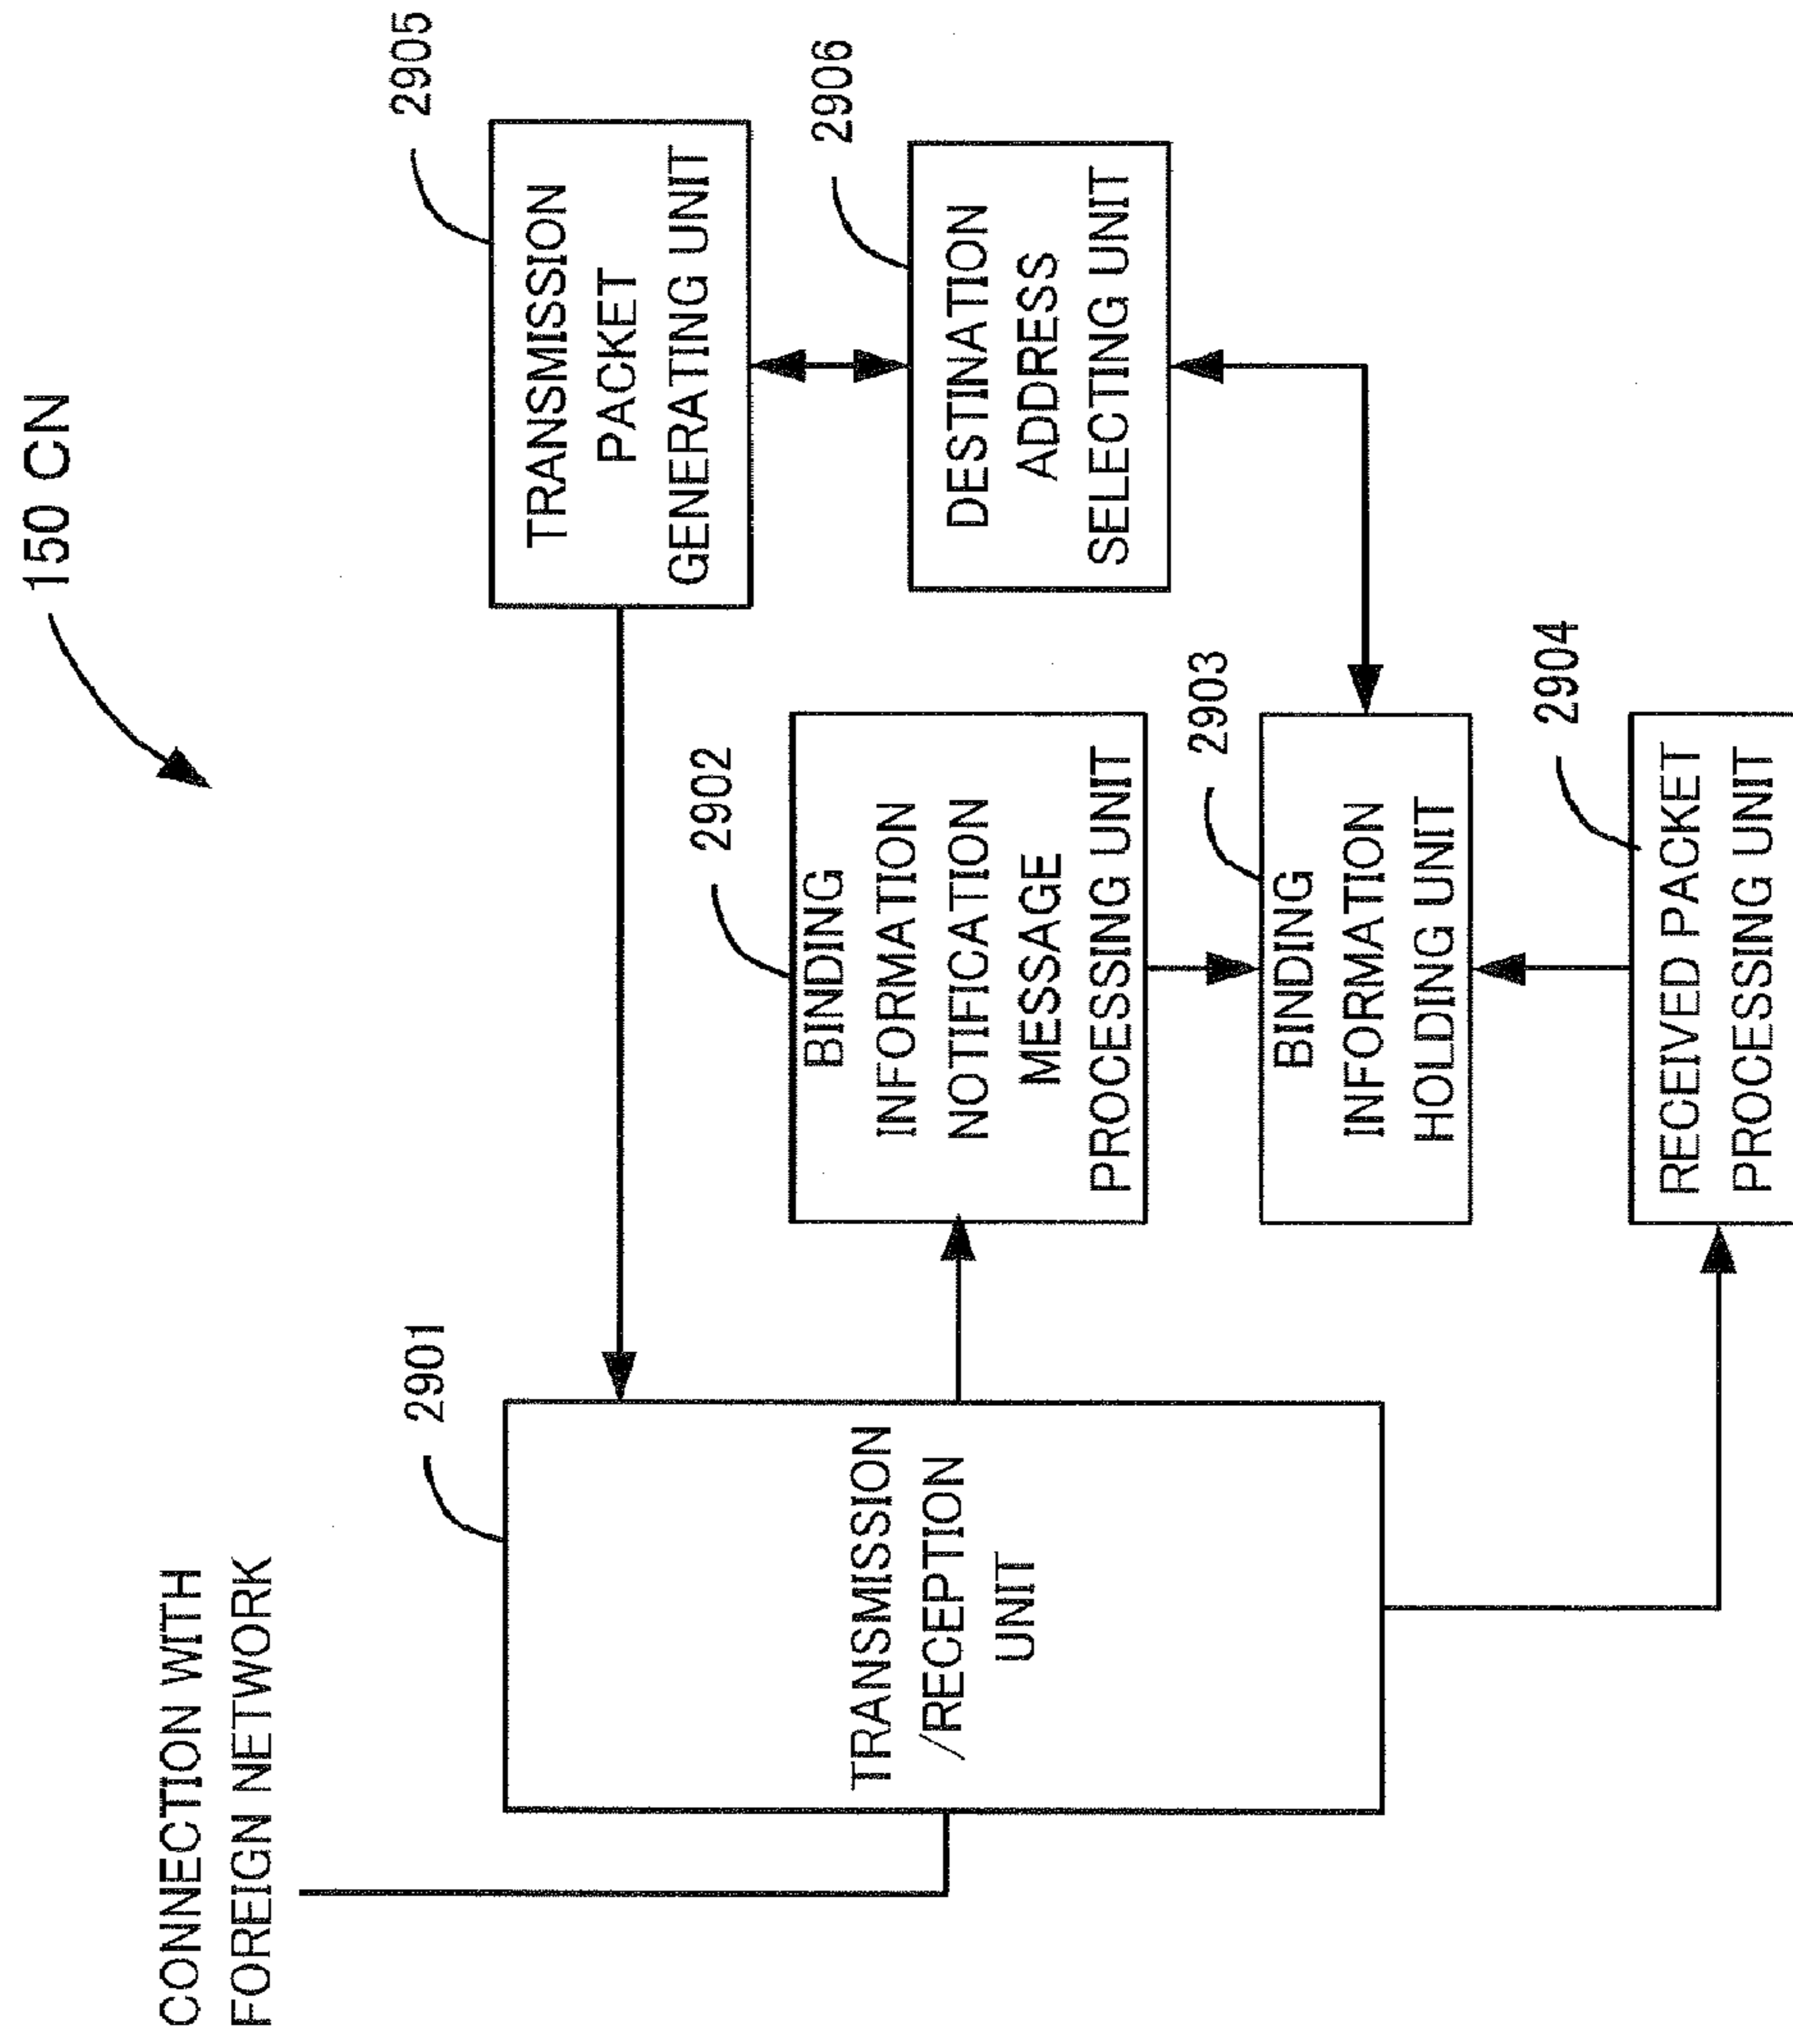 150 CN
CONNECTION WITH
FOREIGN NETWORK
2901
TRANSMISSION
/RECEPTION
UNIT
2905
TRANSMISSION
PACKET
GENERATING UNIT
2902
BINDING
INFORMATION
NOTIFICATION
MESSAGE
PROCESSING UNIT
2906
DESTINATION
ADDRESS
SELECTING UNIT
2903
BINDING
INFORMATION
HOLDING UNIT
2904
RECEIVED PACKET
PROCESSING UNIT